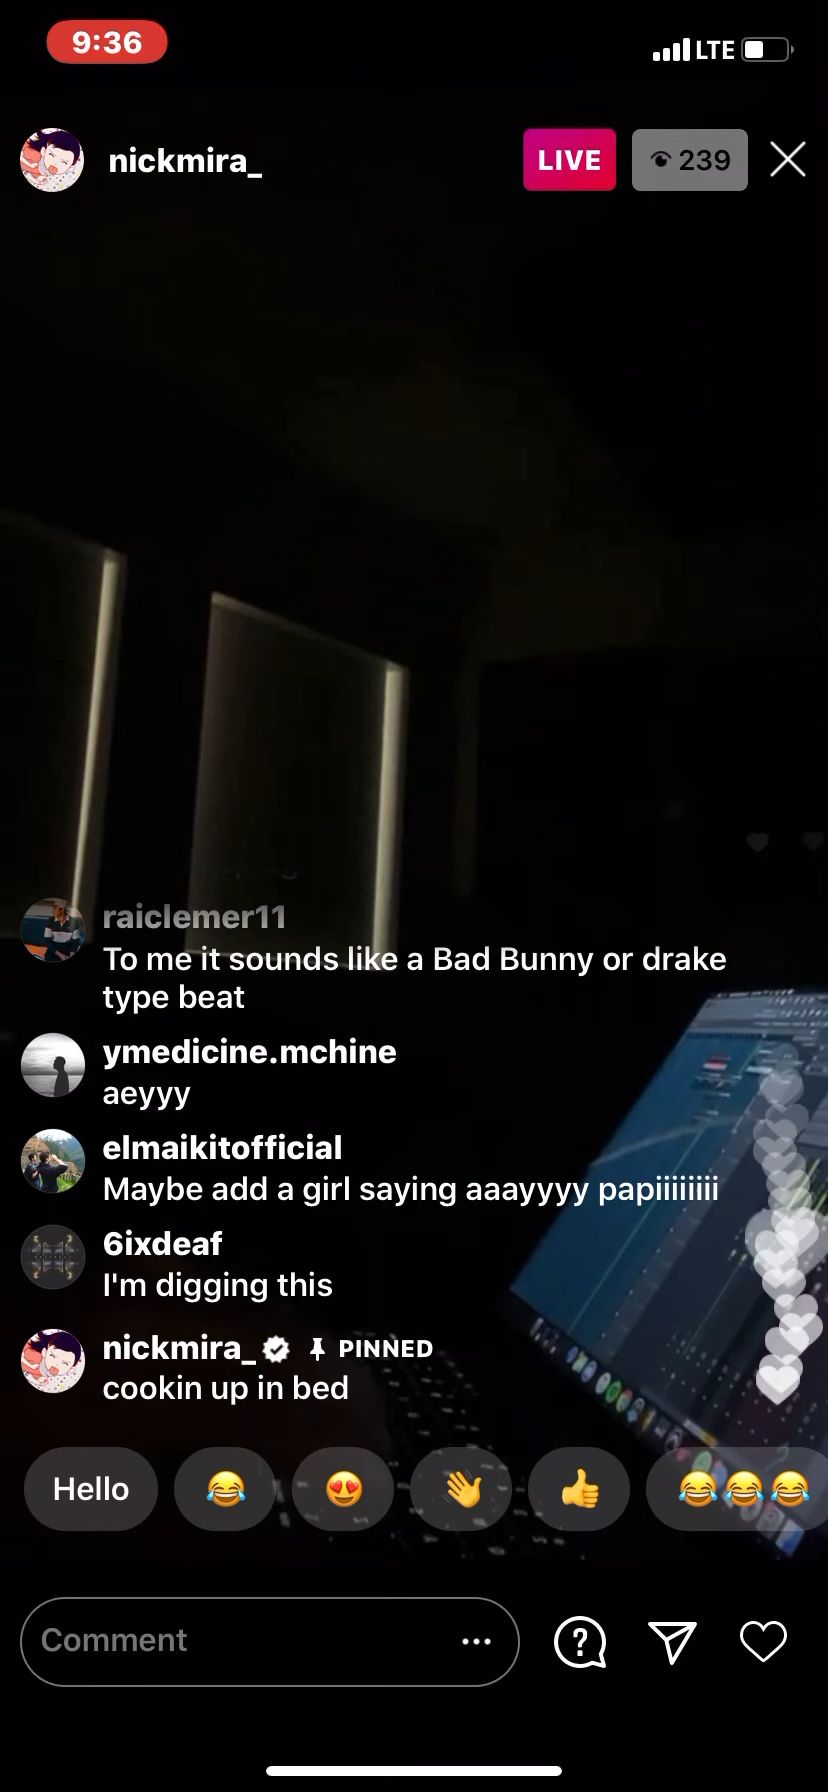 9:36
LTE
nickmira_
LIVE
239
raiclemer11
To me it sounds like a Bad Bunny or drake
type beat
ymedicine.mchine
aeyyy
elmaikitofficial
Maybe add a girl saying aaayyyy papiiiiiiiii
6ixdeaf
I'm digging this
nickmira_ PINNED
cookin up in bed
Hello
Comment